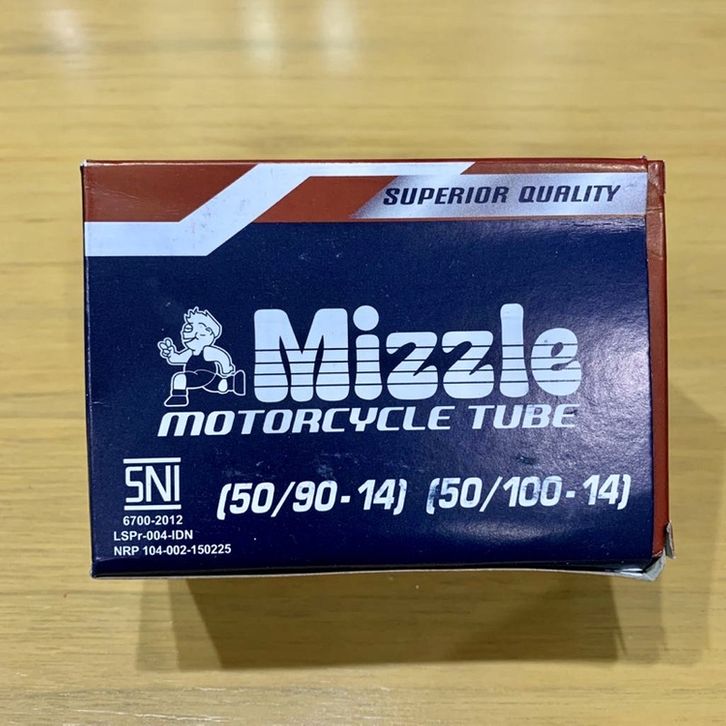 SUPERIOR QUALITY
Mizzle
MOTORCYCLE TUBE
SNI
(50/90-14) (50/100-14)
6700-2012
LSPr-004-IDN
NRP 104-002-150225